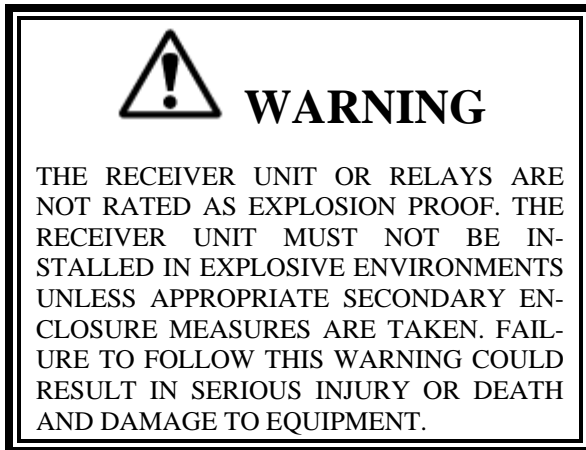 WARNING
THE RECEIVER UNIT OR RELAYS ARE
NOT RATED AS EXPLOSION PROOF. THE
RECEIVER UNIT MUST NOT BE IN-
STALLED IN EXPLOSIVE ENVIRONMENTS
UNLESS APPROPRIATE SECONDARY EN-
CLOSURE MEASURES ARE TAKEN. FAIL-
URE TO FOLLOW THIS WARNING COULD
RESULT IN SERIOUS INJURY OR DEATH
AND DAMAGE TO EQUIPMENT.